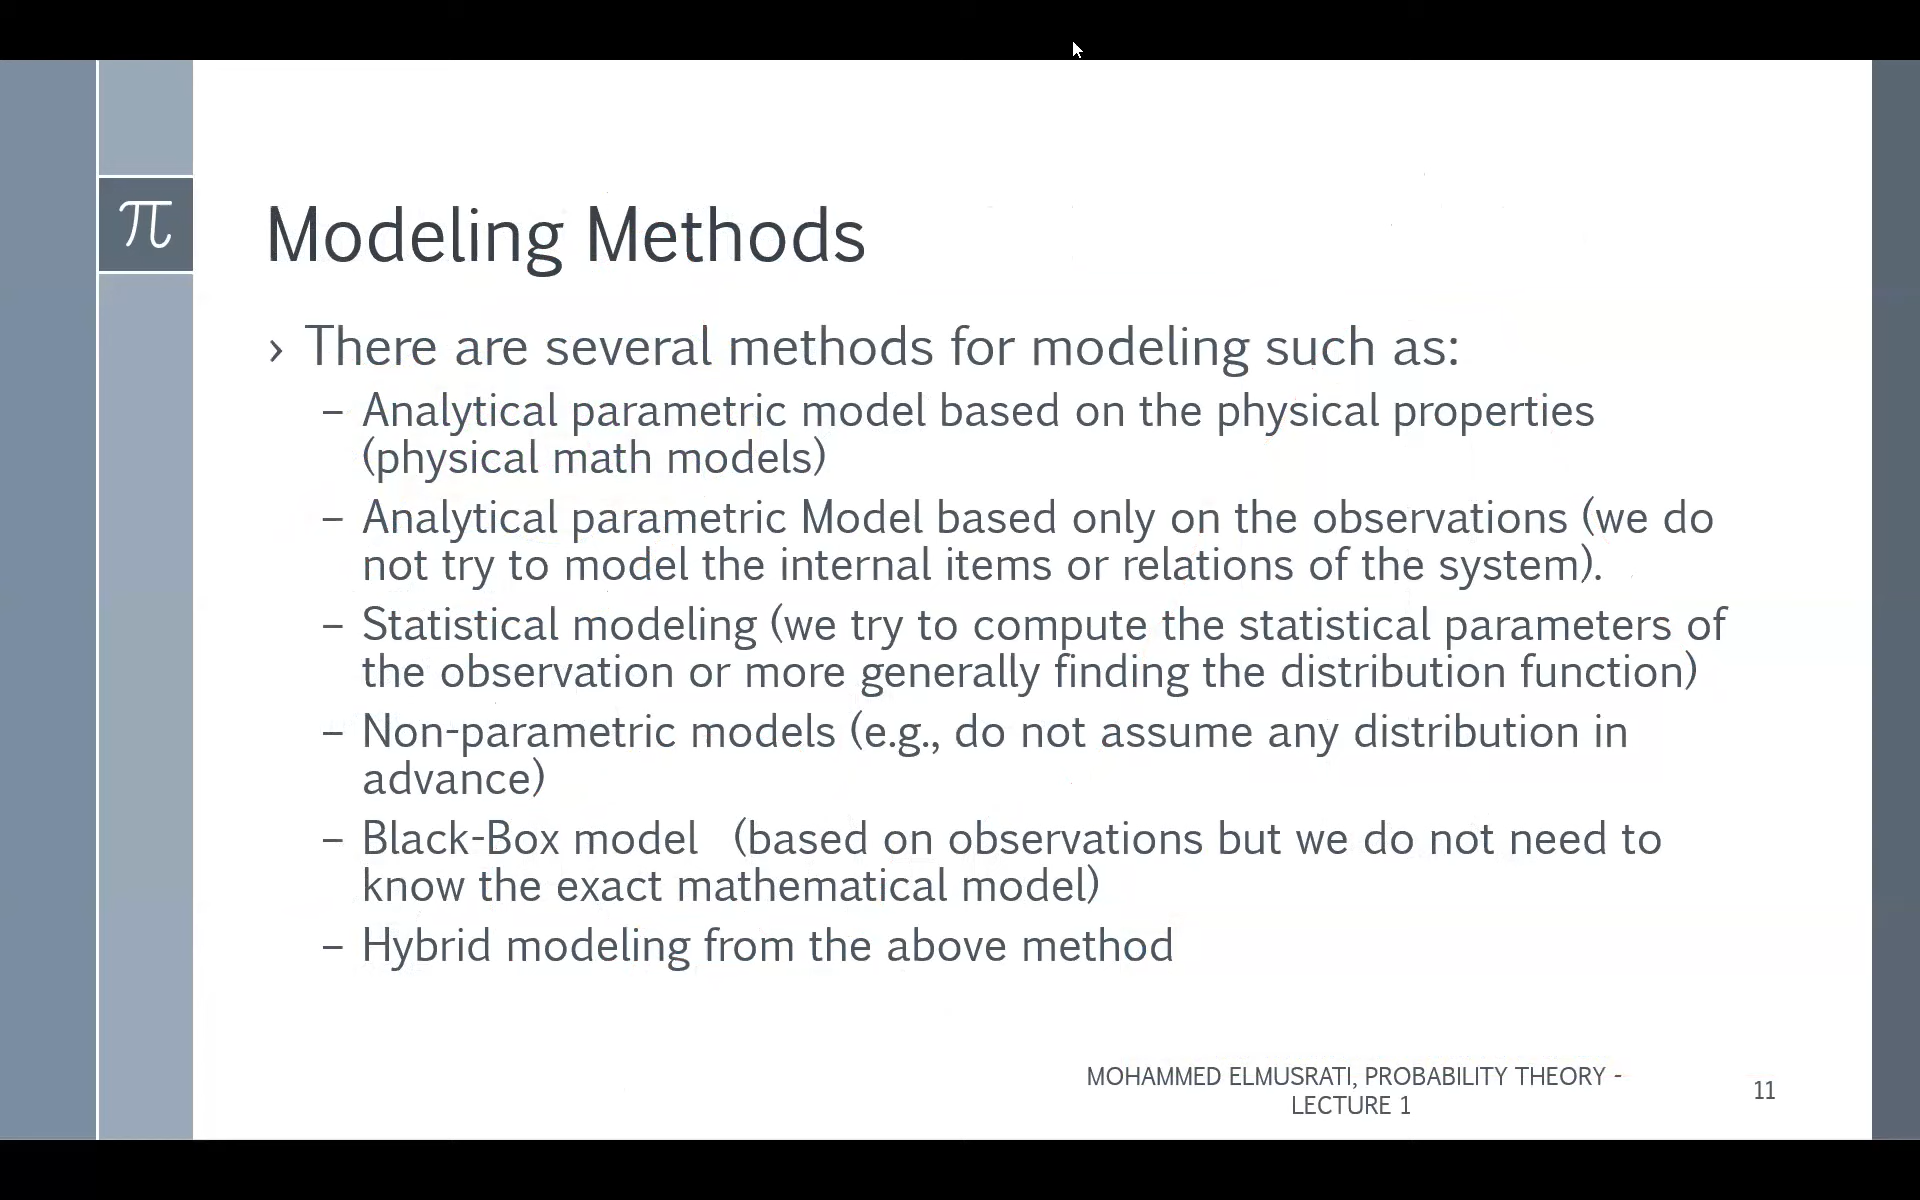 π
Modeling Methods
› There are several methods for modeling such as:
– Analytical parametric model based on the physical properties
(physical math models)
– Analytical parametric Model based only on the observations (we do
not try to model the internal items or relations of the system).
– Statistical modeling (we try to compute the statistical parameters of
the observation or more generally finding the distribution function)
– Non-parametric models (e.g., do not assume any distribution in
advance)
– Black-Box model (based on observations but we do not need to
know the exact mathematical model)
– Hybrid modeling from the above method
MOHAMMED ELMUSRATI, PROBABILITY THEORY -
LECTURE 1
11